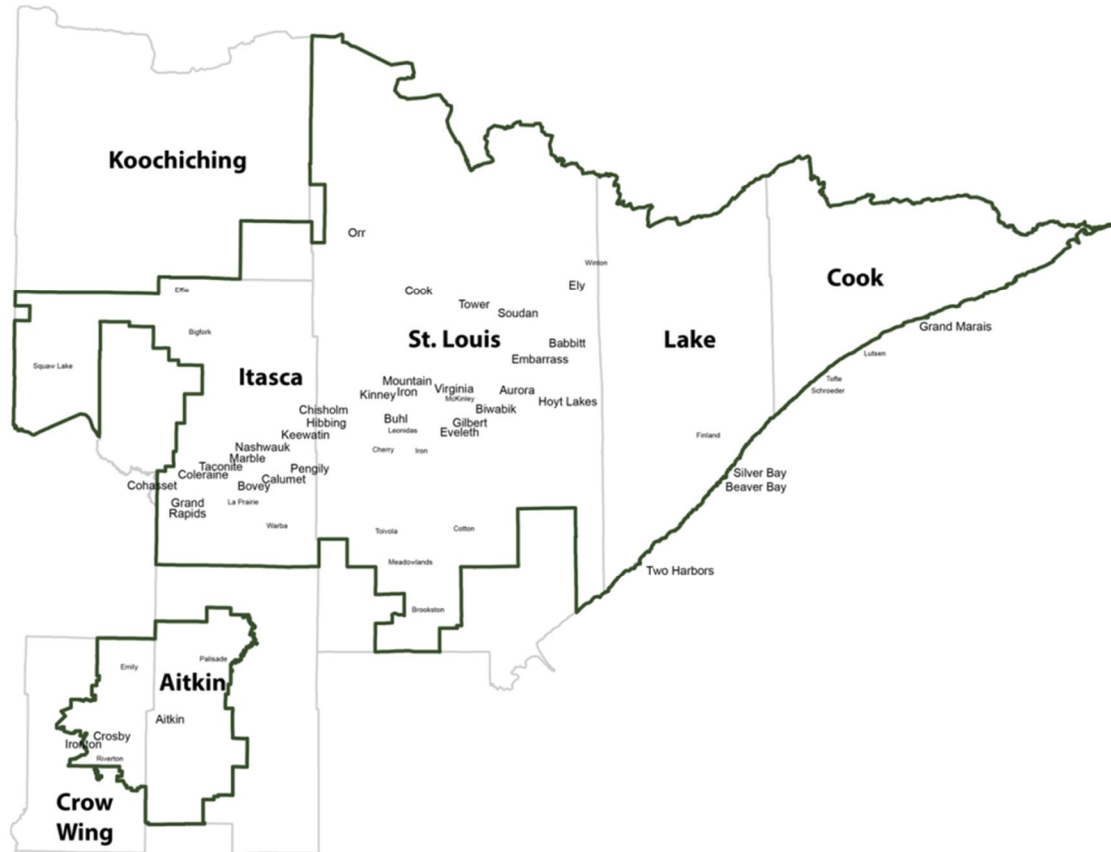 Koochiching
Orr
Winton
Ely
Cook
Effie
Cook
Tower
Soudan
Grand Marais
Bigfork
St. Louis
Lake
Babbitt
Lutsen
Embarrass
Squaw Lake
Itasca
Mountain
Iron
Virginia
Aurora
Tofte
Schroeder
Kinney
McKinley
Hoyt Lakes
Chisholm
Biwabik
Hibbing
Buhl
Gilbert
Keewatin
Leonidas
Eveleth
Finland
Nashwauk
Cherry
Iron
Marble
Taconite
Pengily
Coleraine
Calumet
Silver Bay
Cohasset
Bovey
Beaver Bay
Grand
Rapids
La Prairie
Warba
Toivola
Cotton
Meadowlands
Two Harbors
Brookston
Emily
Palisade
Aitkin
Aitkin
Crosby
Ironton
Riverton
Crow
Wing